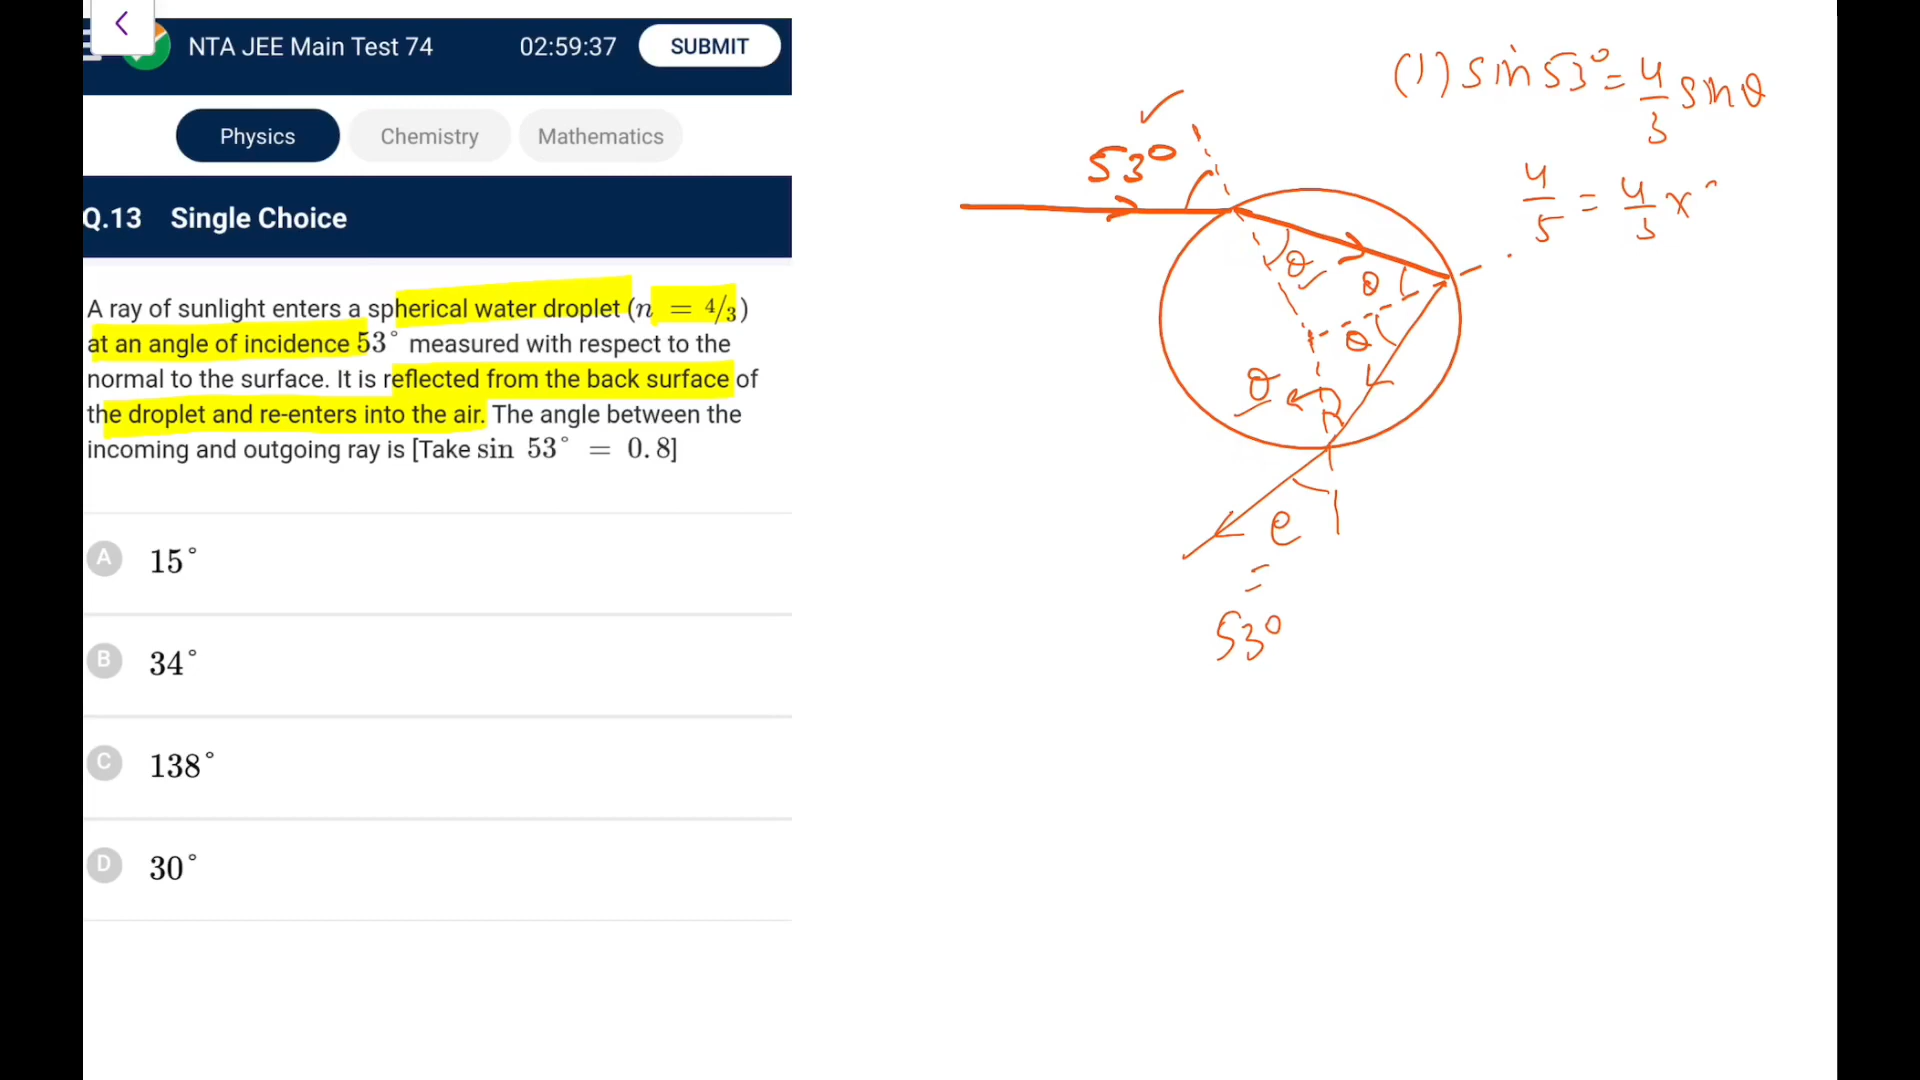 NTA JEE Main Test 74 02:59:37 SUBMIT
Physics Chemistry Mathematics
Q.13 Single Choice
A ray of sunlight enters a spherical water droplet (n = 4/3)
at an angle of incidence 53° measured with respect to the
normal to the surface. It is reflected from the back surface of
the droplet and re-enters into the air. The angle between the
incoming and outgoing ray is [Take sin 53° = 0.8]
A 15°
B 34°
C 138°
D 30°
(1) sin 53° = 4/3 sin θ
4/5 = 4/3 ×
53°
θ
θ
θ
θ
e
=
53°